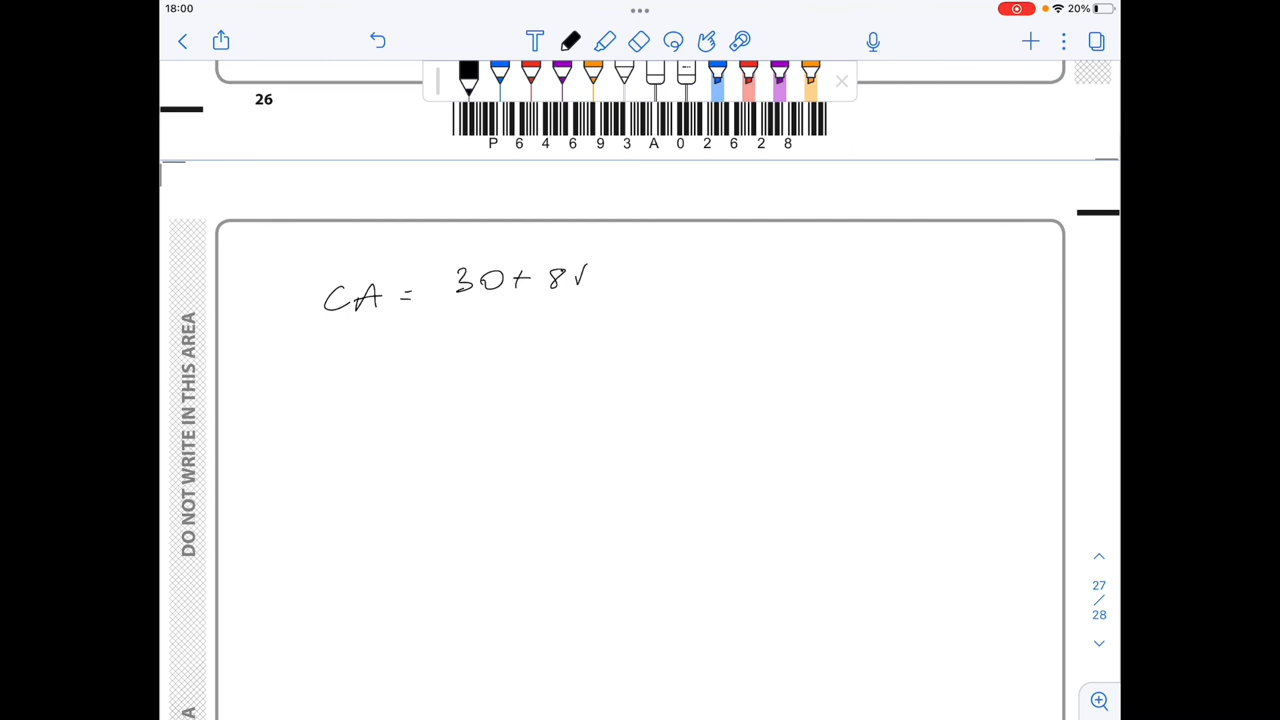 18:00
20%
26
P 6 4 6 9 3 A 0 2 6 2 8
DO NOT WRITE IN THIS AREA
CA = 30 + 8√
27
28
A